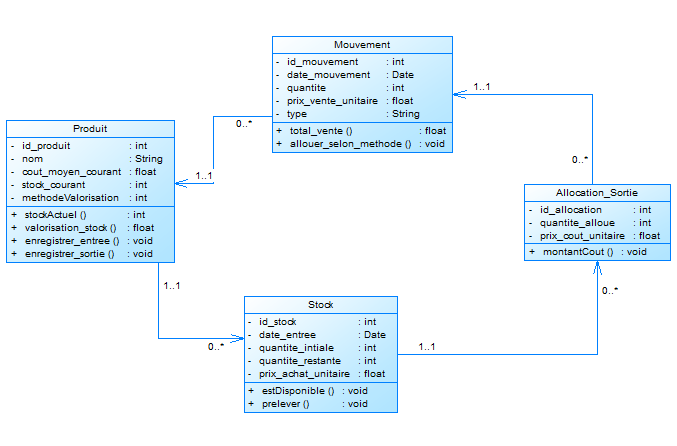 Mouvement
- id_mouvement : int
- date_mouvement : Date
- quantite : int
- prix_vente_unitaire : float
- type : String
+ total_vente () : float
+ allouer_selon_methode () : void
1..1
0..*
0..*
1..1
Produit
- id_produit : int
- nom : String
- cout_moyen_courant : float
- stock_courant : int
- methodeValorisation : int
+ stockActuel () : int
+ valorisation_stock () : float
+ enregistrer_entree () : void
+ enregistrer_sortie () : void
Allocation_Sortie
- id_allocation : int
- quantite_alloue : int
- prix_cout_unitaire : float
+ montantCout () : void
1..1
0..*
0..*
1..1
Stock
- id_stock : int
- date_entree : Date
- quantite_intiale : int
- quantite_restante : int
- prix_achat_unitaire : float
+ estDisponible () : void
+ prelever () : void